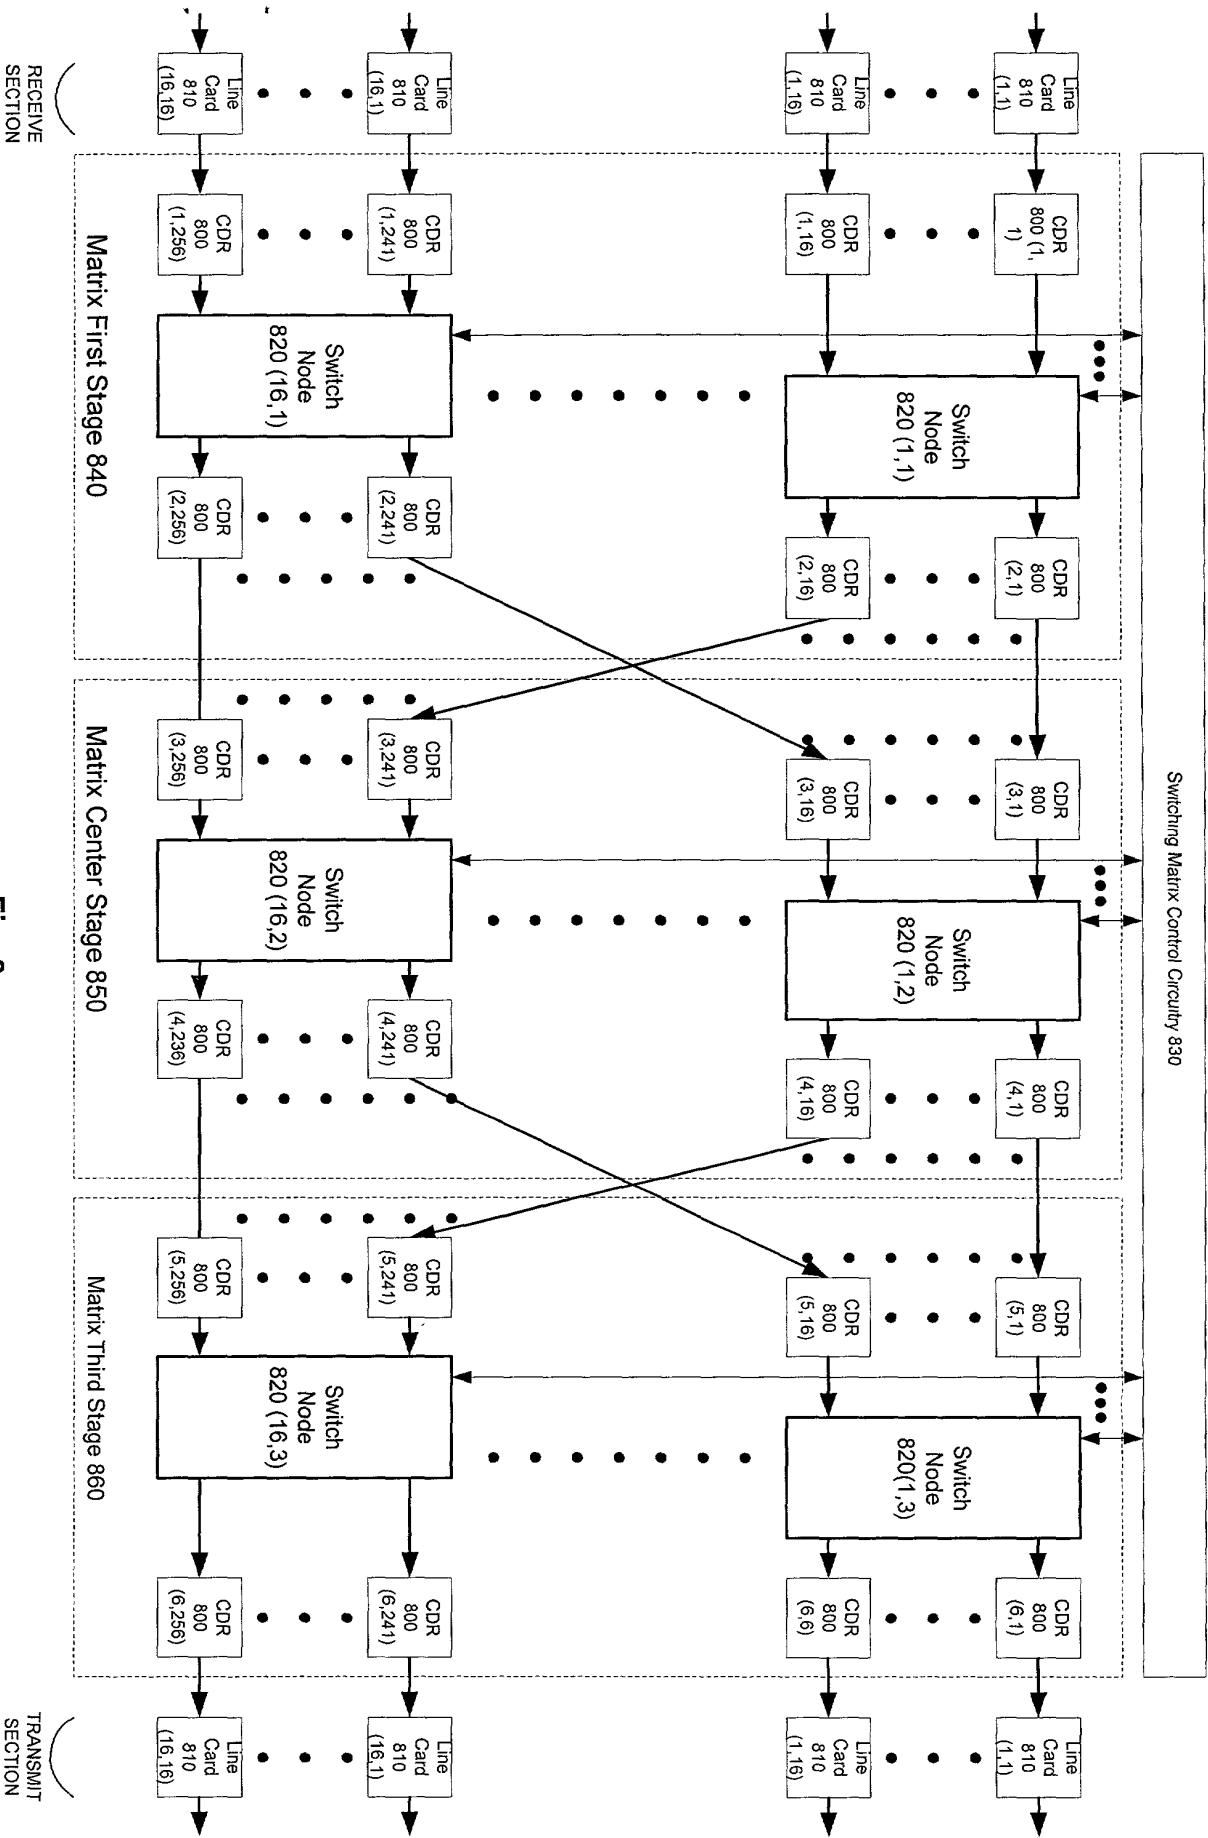 Switching Matrix Control Circuitry 830
Line
Card
810
(1,1)
CDR
800 (1,
1)
Switch
Node
820 (1,1)
CDR
800
(2,1)
CDR
800
(3,1)
Switch
Node
820 (1,2)
CDR
800
(4,1)
CDR
800
(5,1)
Switch
Node
820(1,3)
CDR
800
(6,1)
Line
Card
810
(1,1)
Line
Card
810
(1,16)
CDR
800
(1,16)
CDR
800
(2,16)
CDR
800
(3,16)
CDR
800
(4,16)
CDR
800
(5,16)
CDR
800
(6,6)
Line
Card
810
(1,16)
Line
Card
810
(16,1)
CDR
800
(1,241)
Switch
Node
820 (16,1)
CDR
800
(2,241)
CDR
800
(3,241)
Switch
Node
820 (16,2)
CDR
800
(4,241)
CDR
800
(5,241)
Switch
Node
820 (16,3)
CDR
800
(6,241)
Line
Card
810
(16,1)
Line
Card
810
(16,16)
CDR
800
(1,256)
CDR
800
(2,256)
CDR
800
(3,256)
CDR
800
(4,236)
CDR
800
(5,256)
CDR
800
(6,256)
Line
Card
810
(16,16)
Matrix First Stage 840
Matrix Center Stage 850
Matrix Third Stage 860
RECEIVE
SECTION
TRANSMIT
SECTION